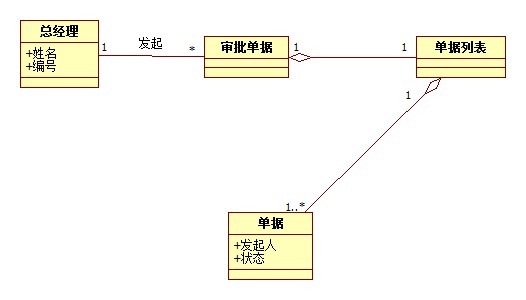 总经理
+姓名
+编号
1
发起
*
审批单据
1
1
单据列表
1
1..*
单据
+发起人
+状态